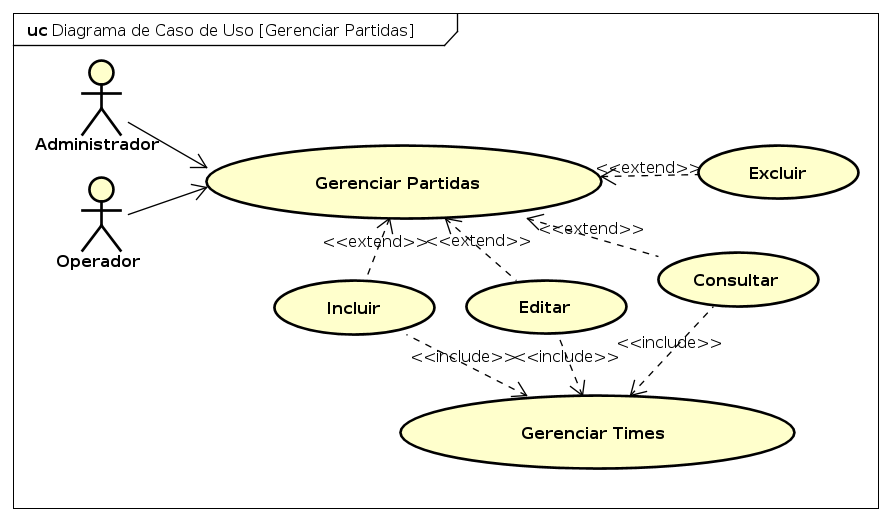 uc Diagrama de Caso de Uso [Gerenciar Partidas]
Administrador
Operador
Gerenciar Partidas
<<extend>>
Excluir
<<extend>>
<<extend>>
<<extend>>
Incluir
Editar
Consultar
<<include>>
<<include>>
<<include>>
Gerenciar Times